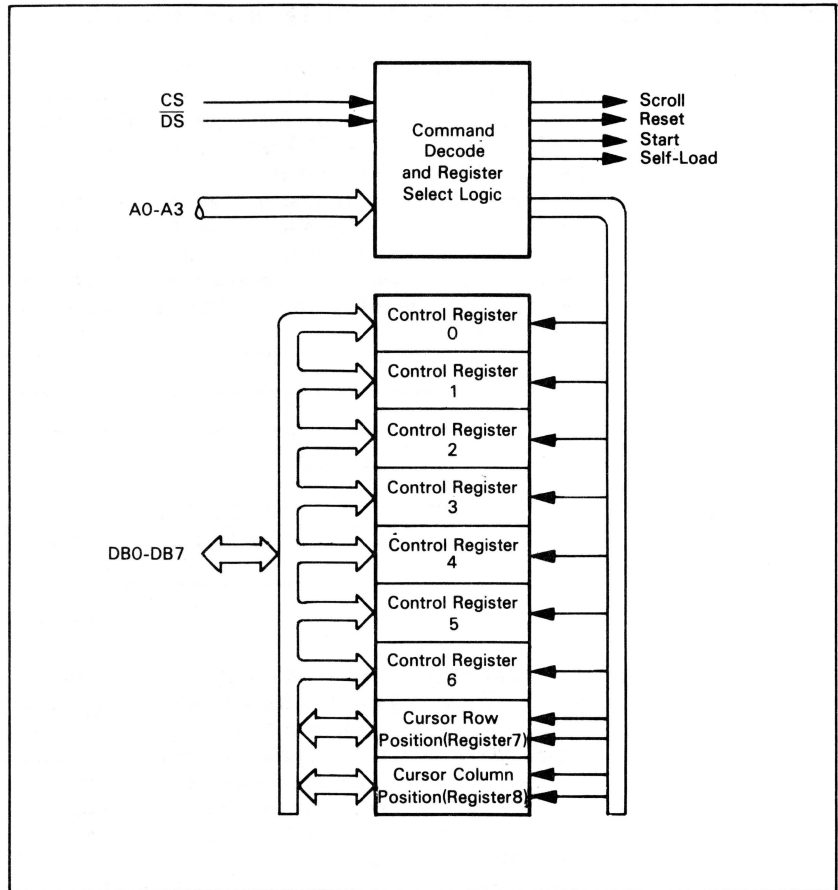 CS
DS
A0-A3
Command
Decode
and Register
Select Logic
Scroll
Reset
Start
Self-Load
Control Register
0
Control Register
1
Control Register
2
Control Register
3
Control Register
4
Control Register
5
Control Register
6
Cursor Row
Position(Register7)
Cursor Column
Position(Register8)
DB0-DB7